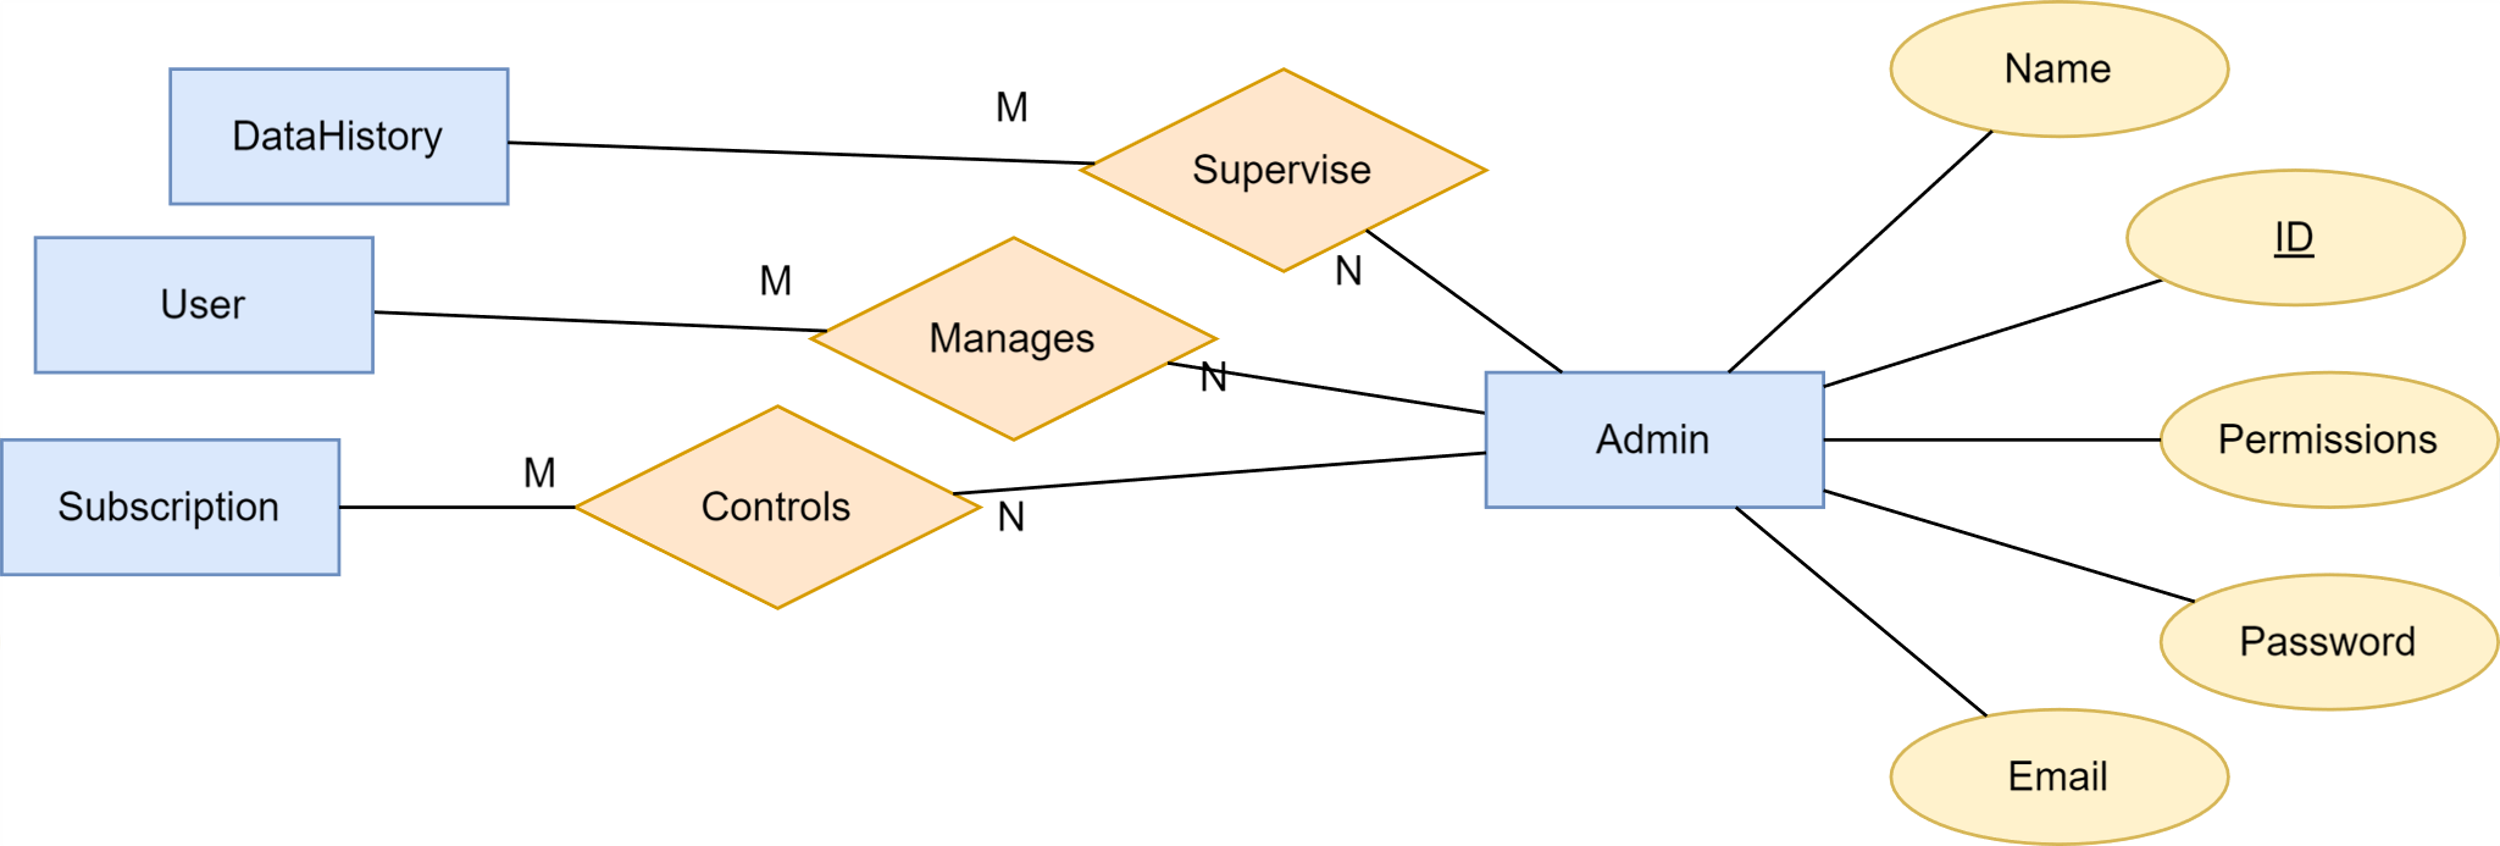 Name
DataHistory
M
Supervise
ID
User
M
Manages
N
N
Admin
Permissions
Subscription
M
Controls
N
Password
Email